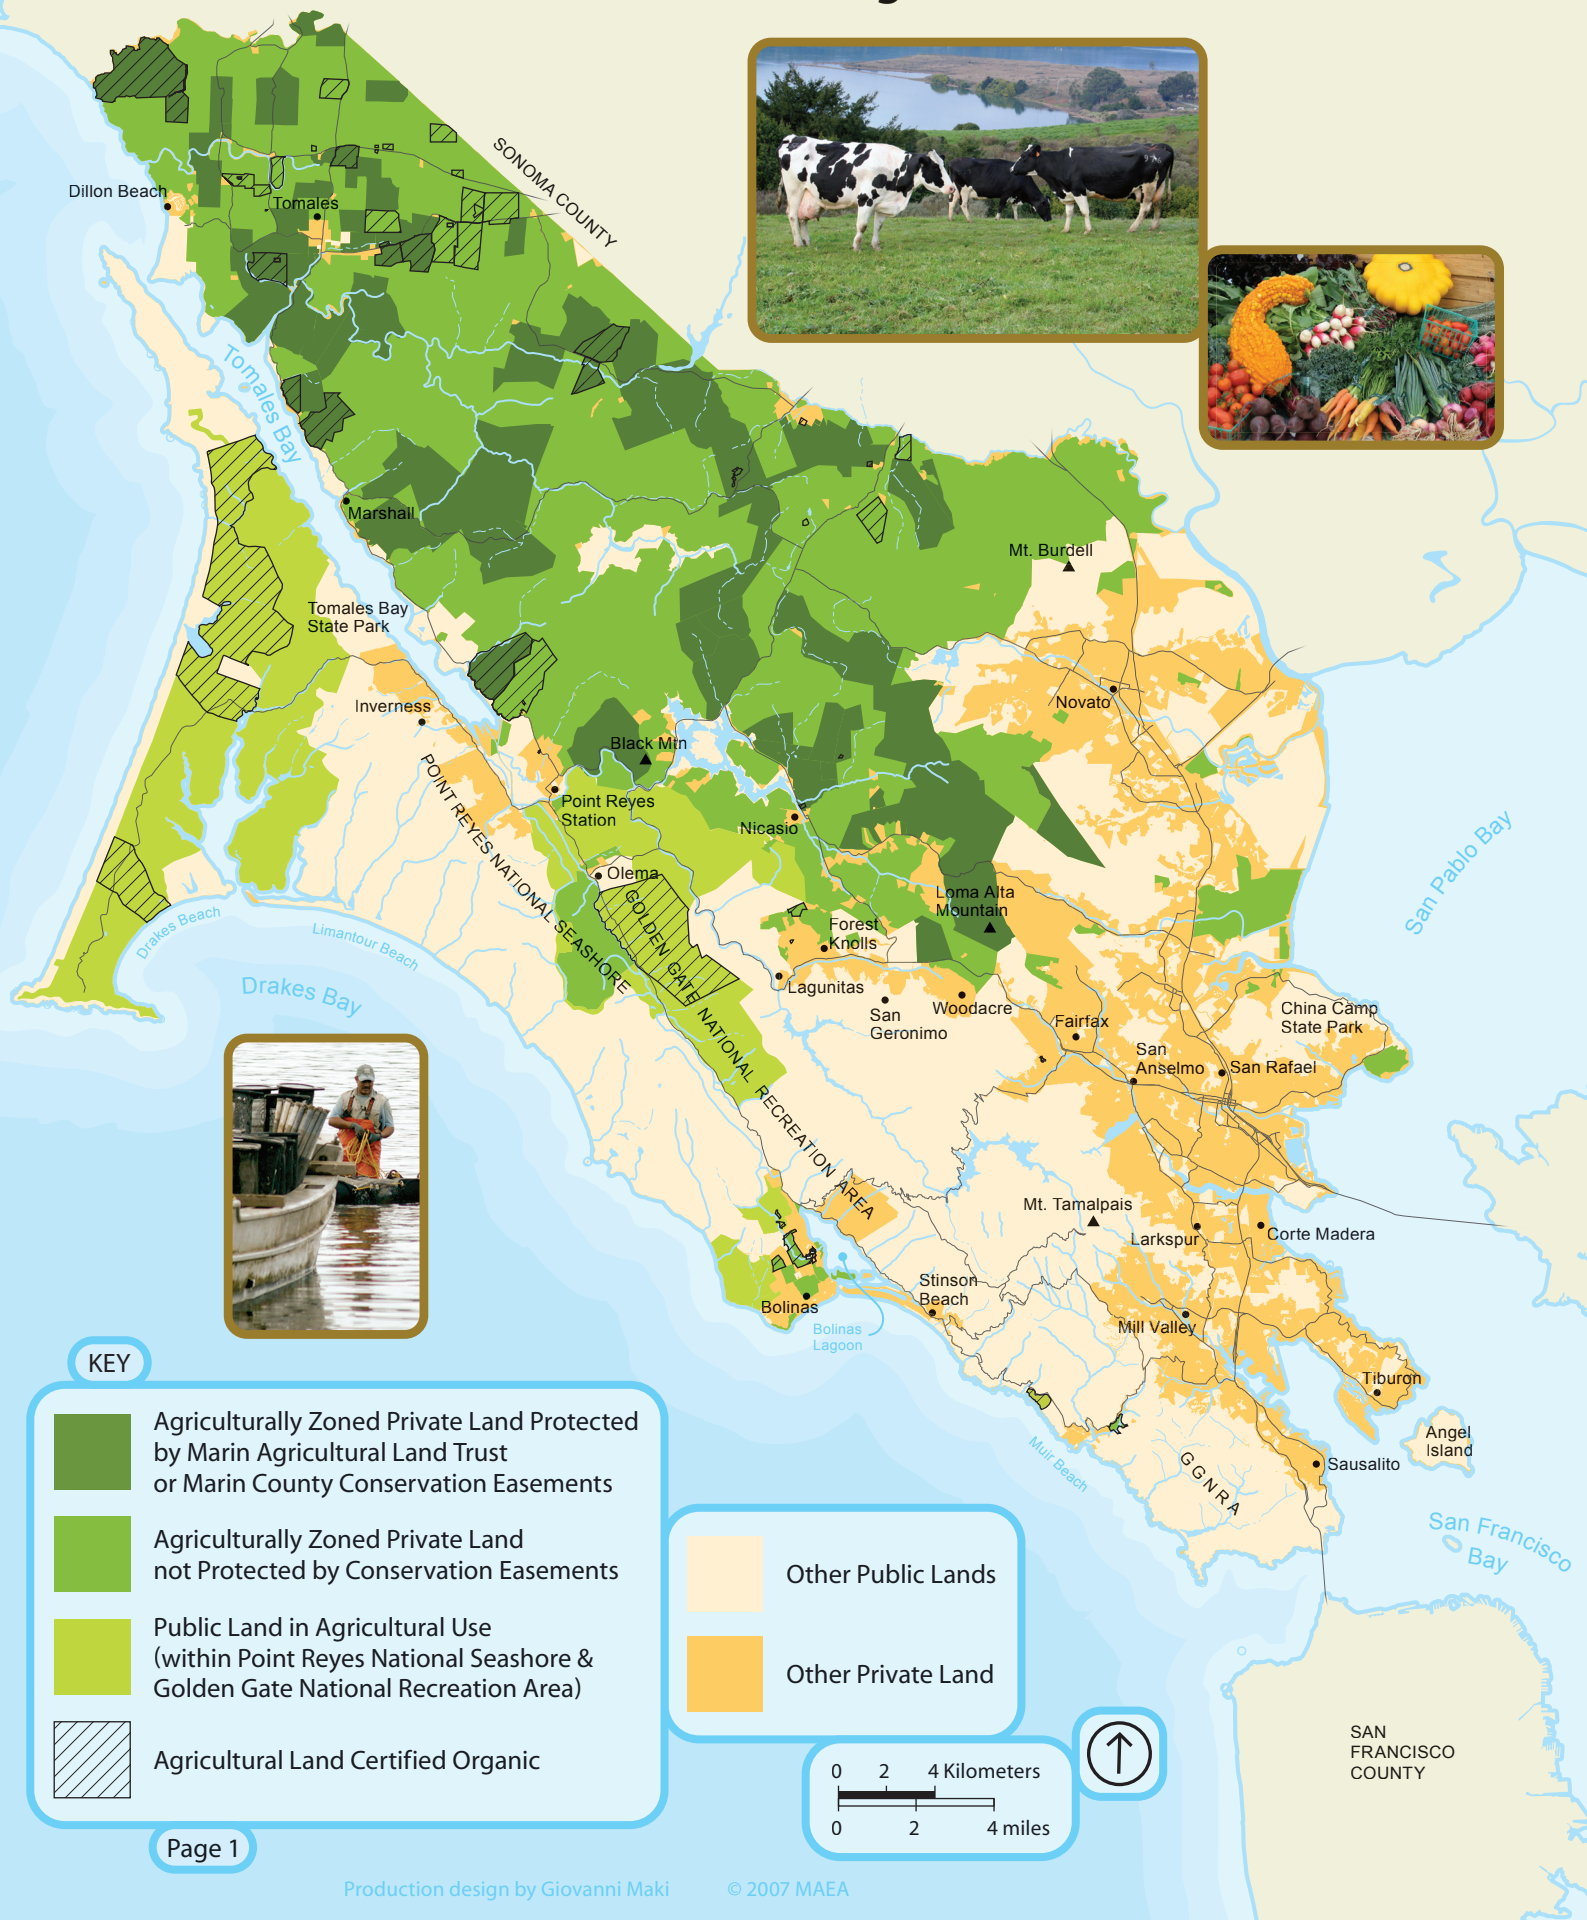 SONOMA COUNTY
Dillon Beach
Tomales
Tomales Bay
Marshall
Mt. Burdell
Tomales Bay
State Park
Inverness
Novato
Black Mtn
POINT REYES NATIONAL SEASHORE
Point Reyes
Station
Nicasio
Olema
GOLDEN GATE NATIONAL RECREATION AREA
Loma Alta
Mountain
Forest
Knolls
San Pablo Bay
Drakes Beach
Limantour Beach
Drakes Bay
Lagunitas
San
Geronimo
Woodacre
Fairfax
China Camp
State Park
San
Anselmo
San Rafael
Mt. Tamalpais
Larkspur
Corte Madera
Stinson
Beach
Bolinas
Bolinas
Lagoon
Mill Valley
Tiburon
Angel
Island
Muir Beach
GGNRA
Sausalito
San Francisco
Bay
KEY
Agriculturally Zoned Private Land Protected
by Marin Agricultural Land Trust
or Marin County Conservation Easements
Agriculturally Zoned Private Land
not Protected by Conservation Easements
Public Land in Agricultural Use
(within Point Reyes National Seashore &
Golden Gate National Recreation Area)
Agricultural Land Certified Organic
Other Public Lands
Other Private Land
0 2 4 Kilometers
0 2 4 miles
SAN
FRANCISCO
COUNTY
Page 1
Production design by Giovanni Maki © 2007 MAEA